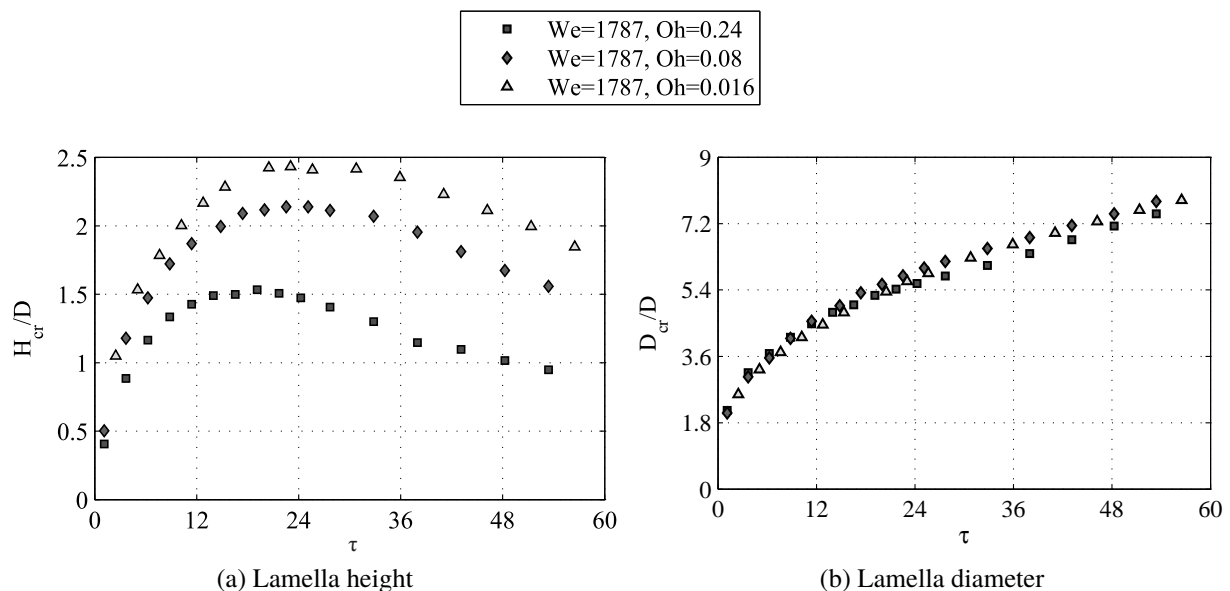 We=1787, Oh=0.24
We=1787, Oh=0.08
We=1787, Oh=0.016
2.5
2
1.5
1
0.5
0
H_cr/D
0 12 24 36 48 60
τ
(a) Lamella height
9
7.2
5.4
3.6
1.8
0
D_cr/D
0 12 24 36 48 60
τ
(b) Lamella diameter